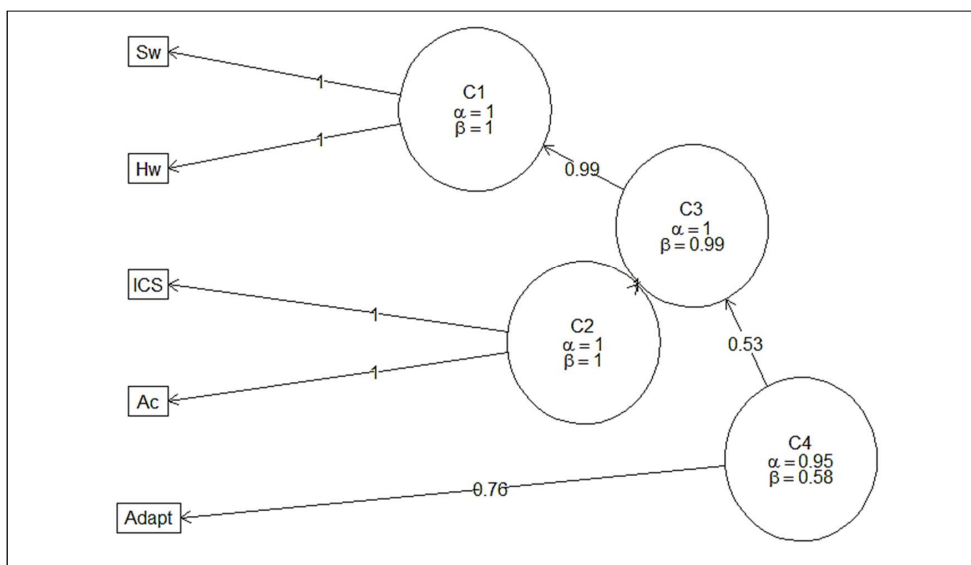 Sw
1
C1
α = 1
β = 1
Hw
1
0.99
C3
α = 1
β = 0.99
ICS
1
C2
α = 1
β = 1
Ac
1
0.53
C4
α = 0.95
β = 0.58
0.76
Adapt